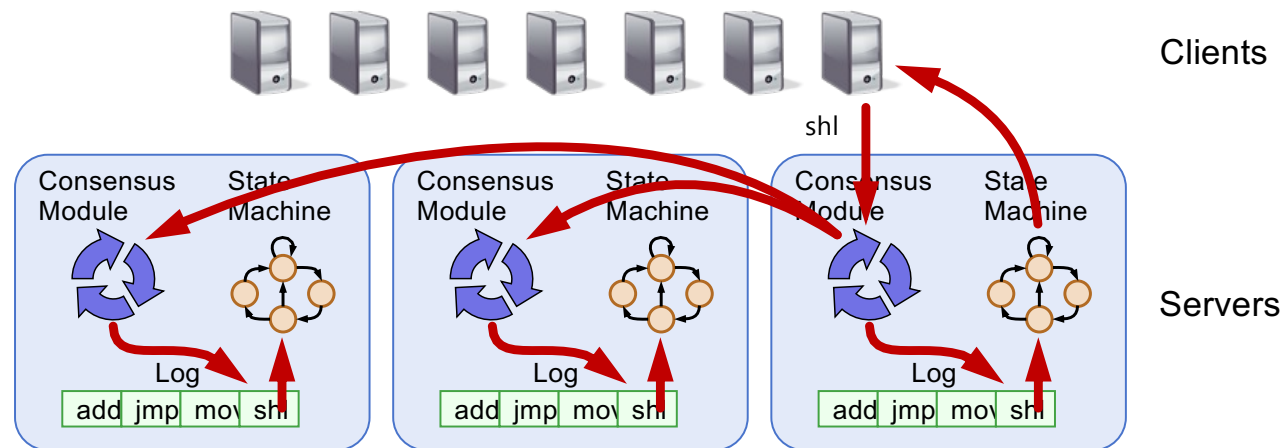 Clients
shl
Consensus Module
State Machine
Consensus Module
State Machine
Consensus Module
State Machine
Servers
Log
Log
Log
add jmp mov shl
add jmp mov shl
add jmp mov shl